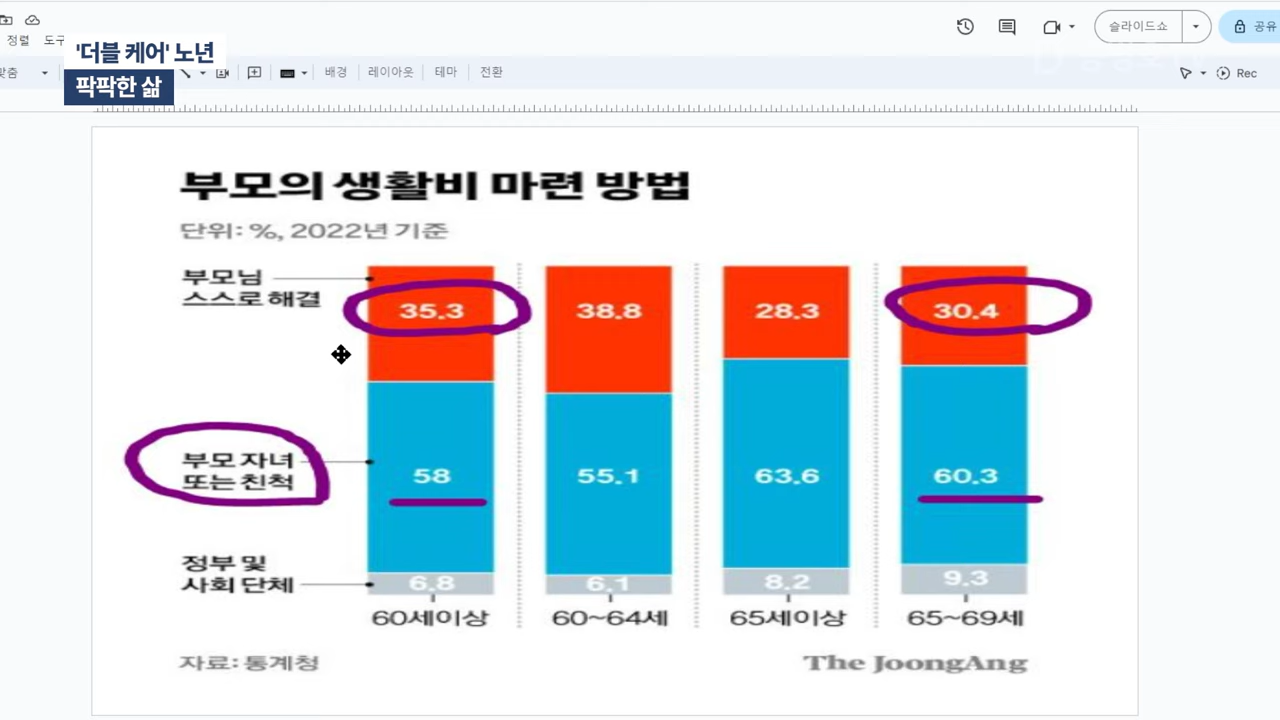 정렬
도구
'더블 케어' 노년
팍팍한 삶
맞춤
배경
레이아웃
테마
전환
슬라이드쇼
공유
Rec
부모의 생활비 마련 방법
단위: %, 2022년 기준
부모님
스스로 해결
35.3
38.8
28.3
30.4
부모 자녀
또는 친척
58
55.1
63.6
60.3
정부 및
사회 단체
6.8
6.1
8.2
9.3
60세이상
60~64세
65세이상
65~69세
자료: 통계청
The JoongAng